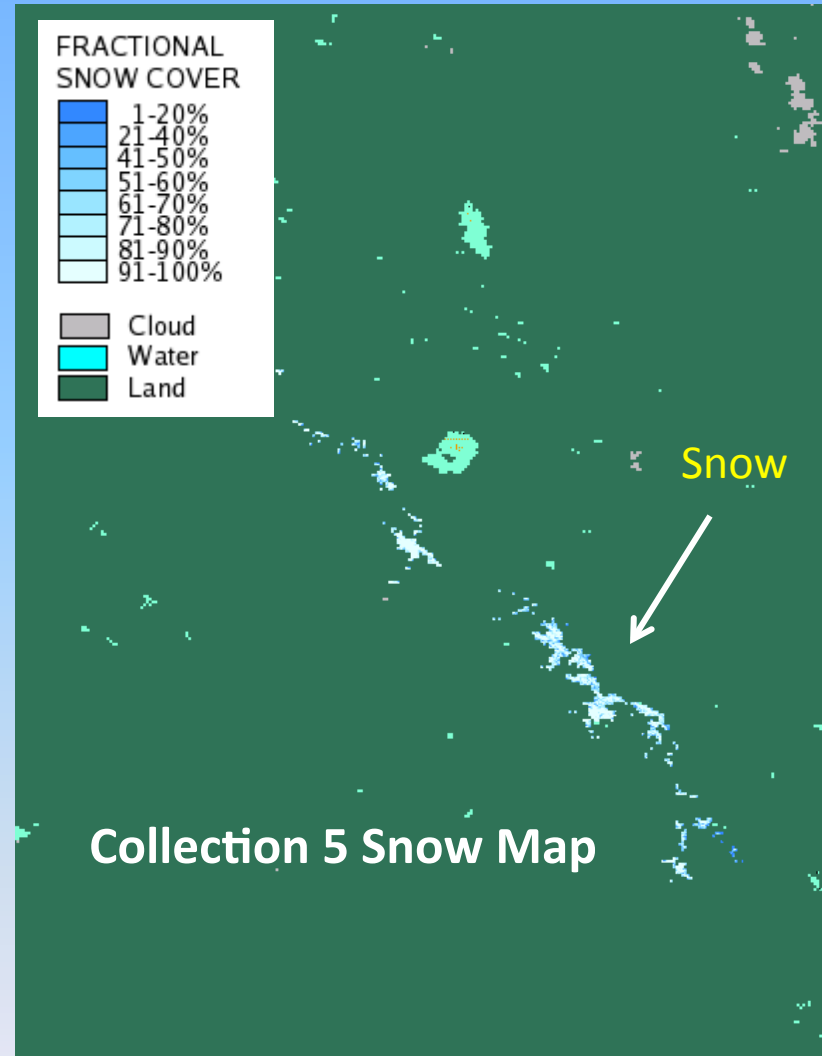 FRACTIONAL
SNOW COVER
1-20%
21-40%
41-50%
51-60%
61-70%
71-80%
81-90%
91-100%
Cloud
Water
Land
Snow
Collection 5 Snow Map